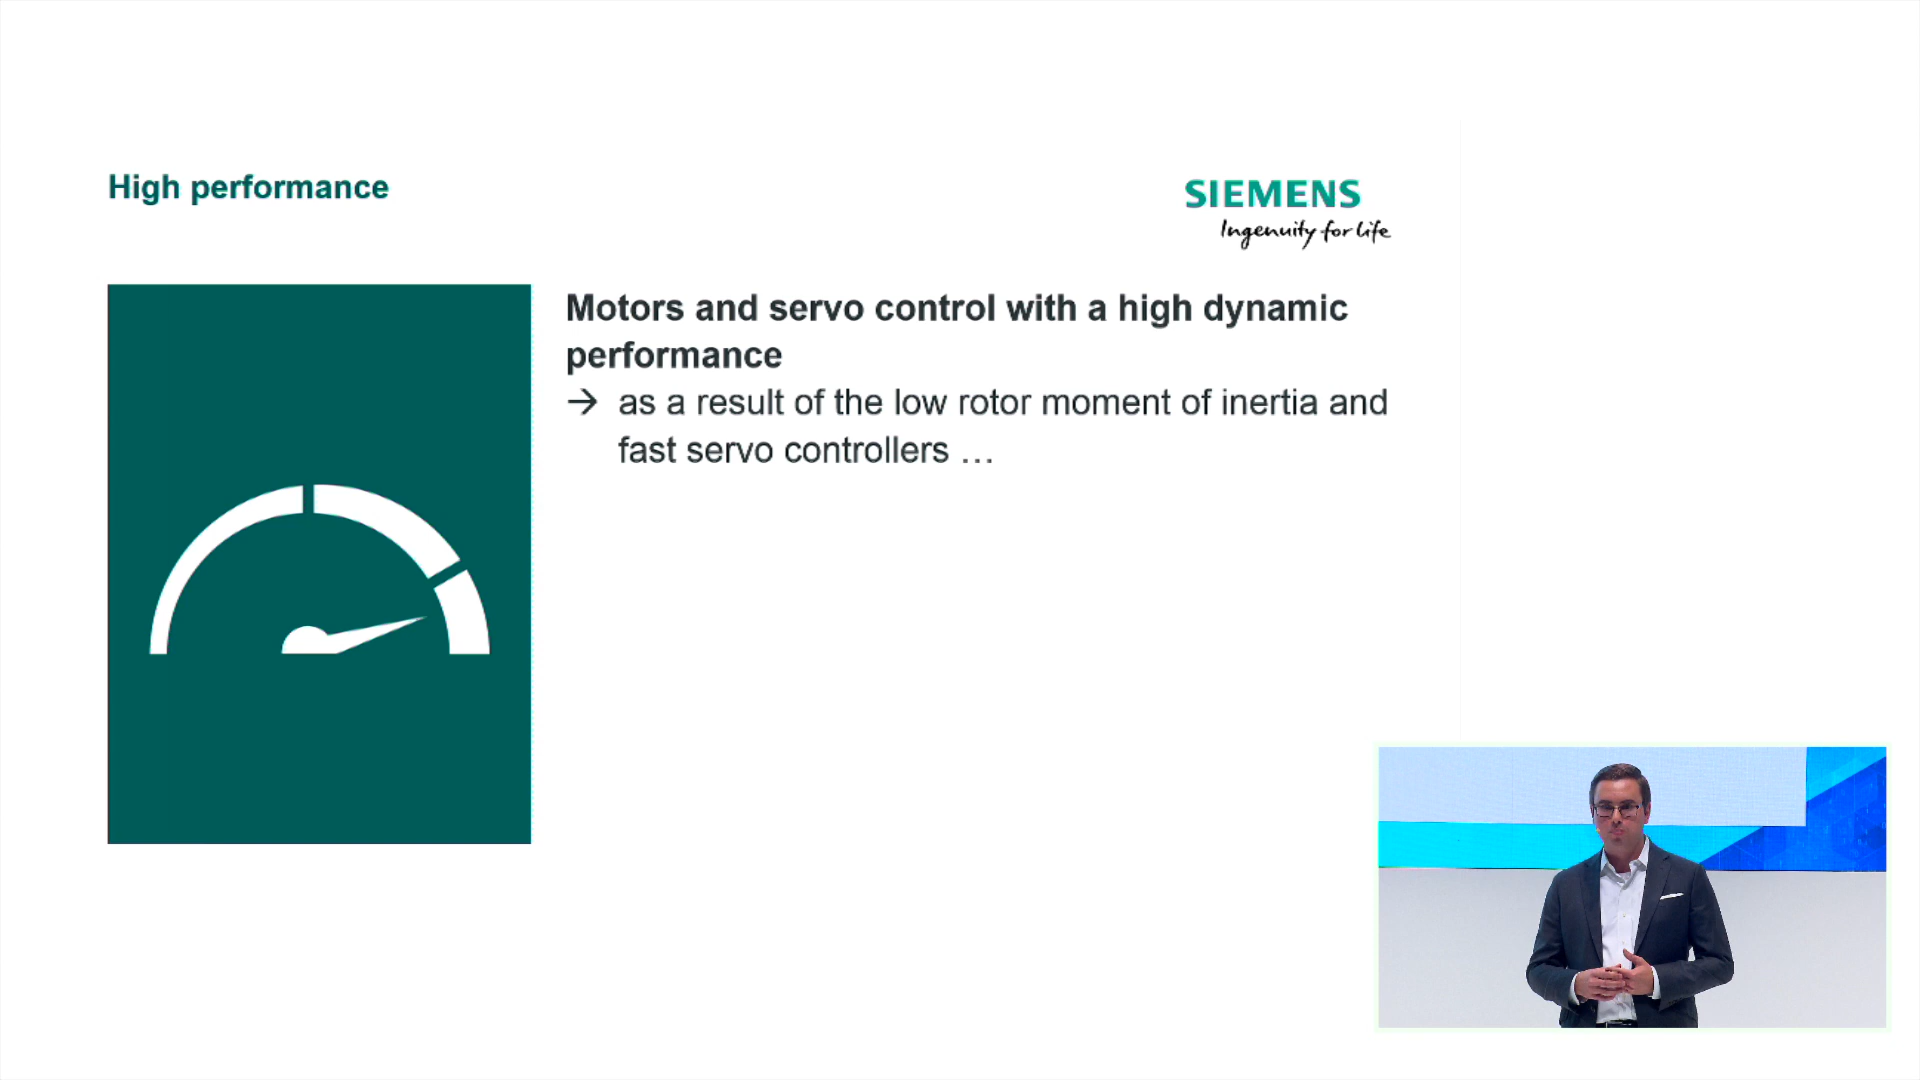 High performance
SIEMENS
Ingenuity for life
Motors and servo control with a high dynamic
performance
→ as a result of the low rotor moment of inertia and
fast servo controllers …